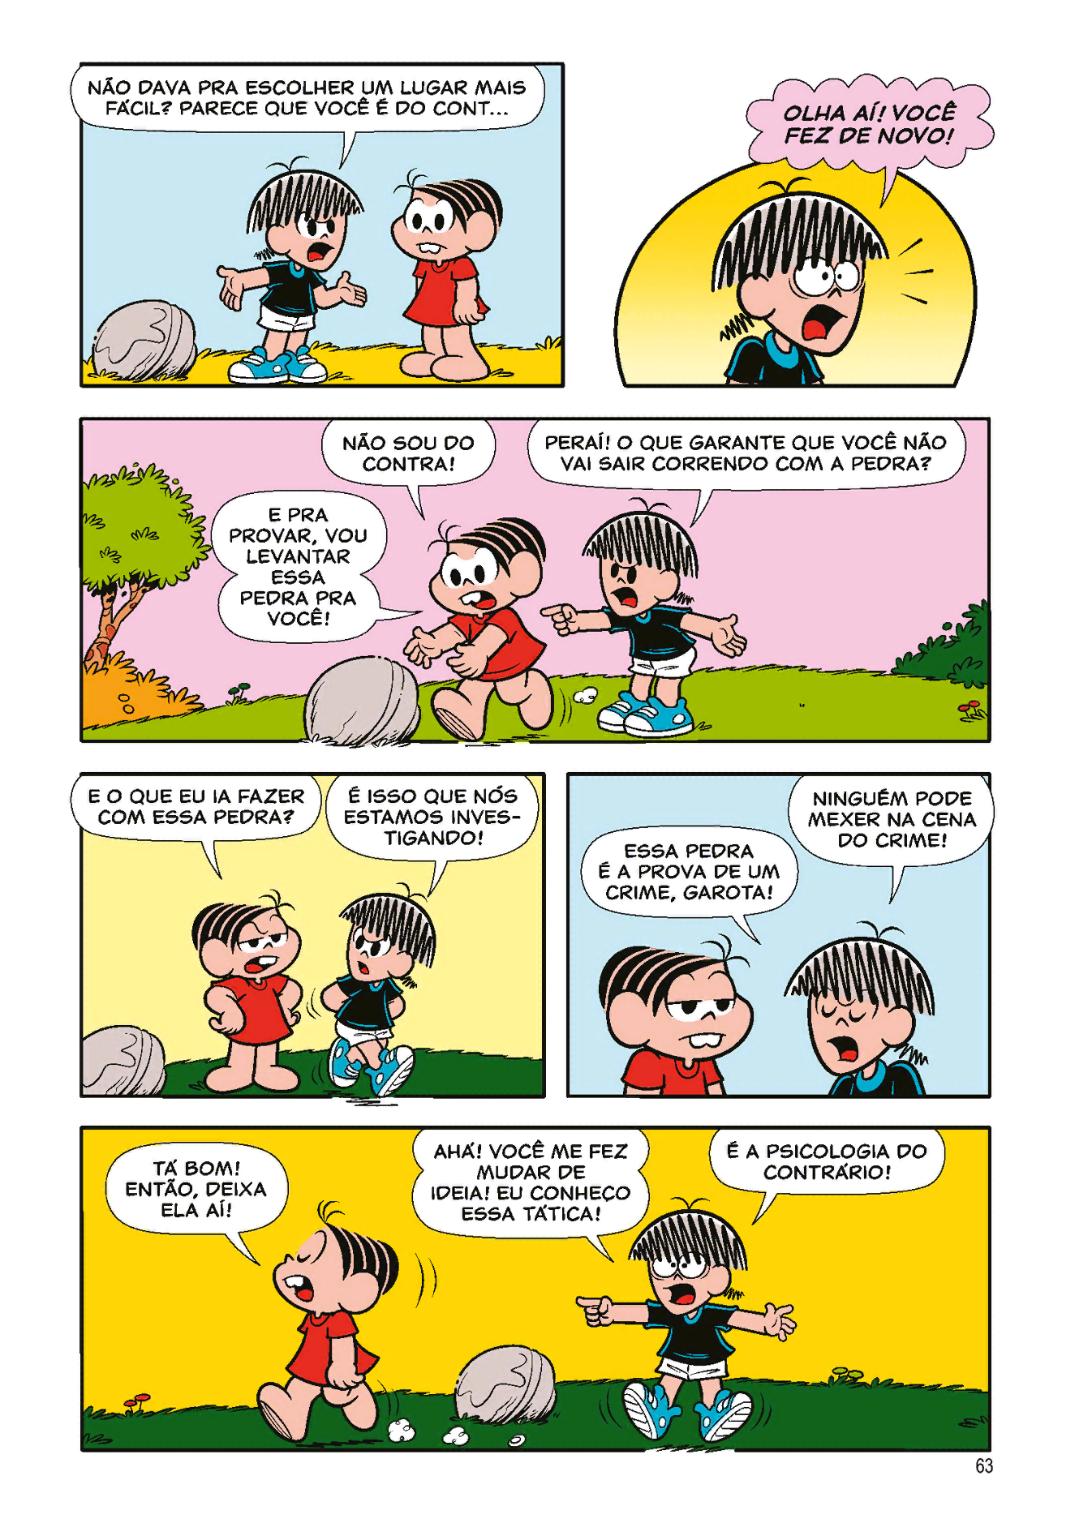 NÃO DAVA PRA ESCOLHER UM LUGAR MAIS
FÁCIL? PARECE QUE VOCÊ É DO CONT...
OLHA AÍ! VOCÊ
FEZ DE NOVO!
NÃO SOU DO
CONTRA!
E PRA
PROVAR, VOU
LEVANTAR
ESSA
PEDRA PRA
VOCÊ!
PERAÍ! O QUE GARANTE QUE VOCÊ NÃO
VAI SAIR CORRENDO COM A PEDRA?
E O QUE EU IA FAZER
COM ESSA PEDRA?
É ISSO QUE NÓS
ESTAMOS INVES-
TIGANDO!
ESSA PEDRA
É A PROVA DE UM
CRIME, GAROTA!
NINGUÉM PODE
MEXER NA CENA
DO CRIME!
TÁ BOM!
ENTÃO, DEIXA
ELA AÍ!
AHÁ! VOCÊ ME FEZ
MUDAR DE
IDEIA! EU CONHEÇO
ESSA TÁTICA!
É A PSICOLOGIA DO
CONTRÁRIO!
63